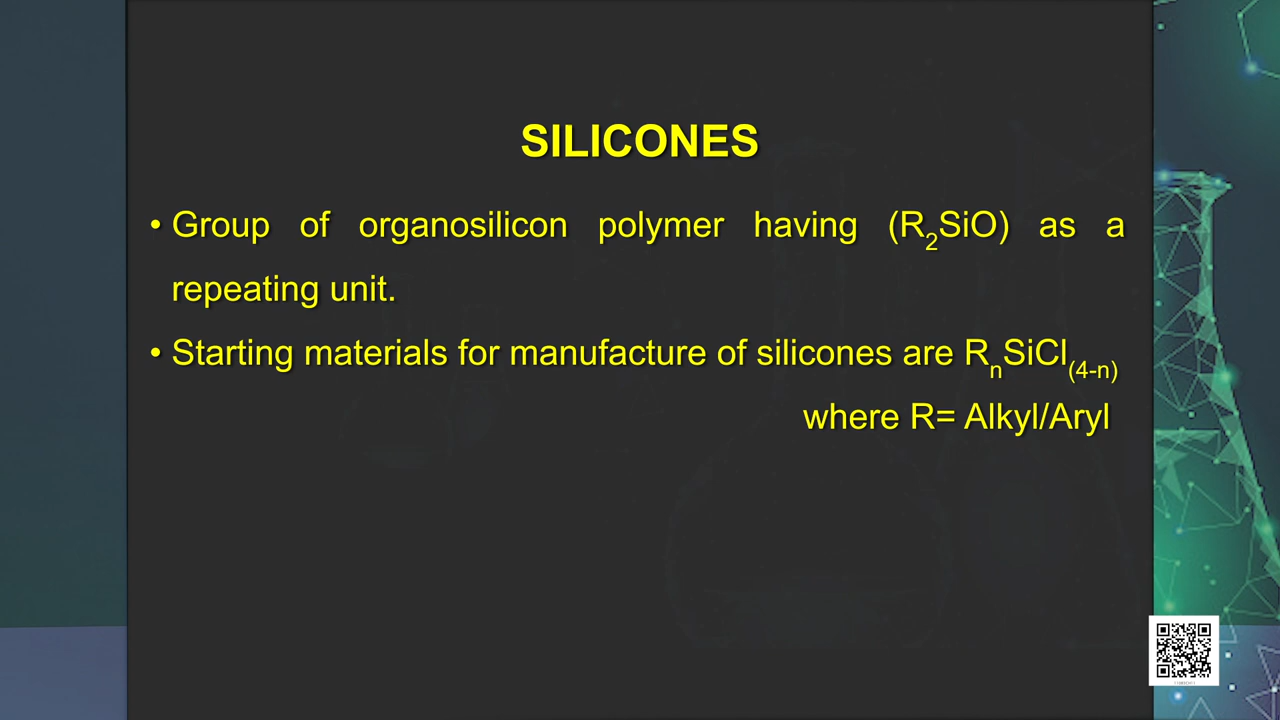 SILICONES
• Group of organosilicon polymer having (R₂SiO) as a
repeating unit.
• Starting materials for manufacture of silicones are RₙSiCl₍₄₋ₙ₎
where R= Alkyl/Aryl